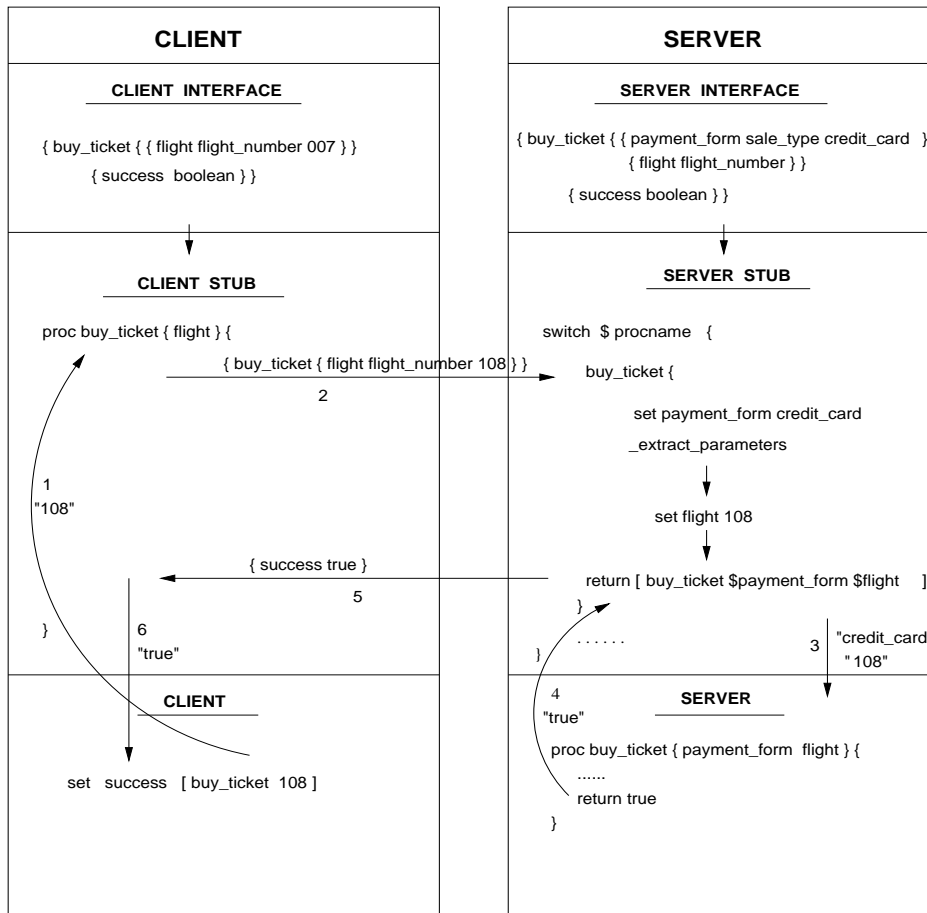 CLIENT
CLIENT INTERFACE
{ buy_ticket { { flight flight_number 007 } }
{ success boolean } }
CLIENT STUB
proc buy_ticket { flight } {
{ buy_ticket { flight flight_number 108 } }
2
1
"108"
{ success true }
5
}
6
"true"
CLIENT
set success [ buy_ticket 108 ]
SERVER
SERVER INTERFACE
{ buy_ticket { { payment_form sale_type credit_card }
{ flight flight_number } }
{ success boolean } }
SERVER STUB
switch $ procname {
buy_ticket {
set payment_form credit_card
_extract_parameters
set flight 108
return [ buy_ticket $payment_form $flight ]
}
. . . . . .
}
3
"credit_card
"108"
4
"true"
SERVER
proc buy_ticket { payment_form flight } {
......
return true
}